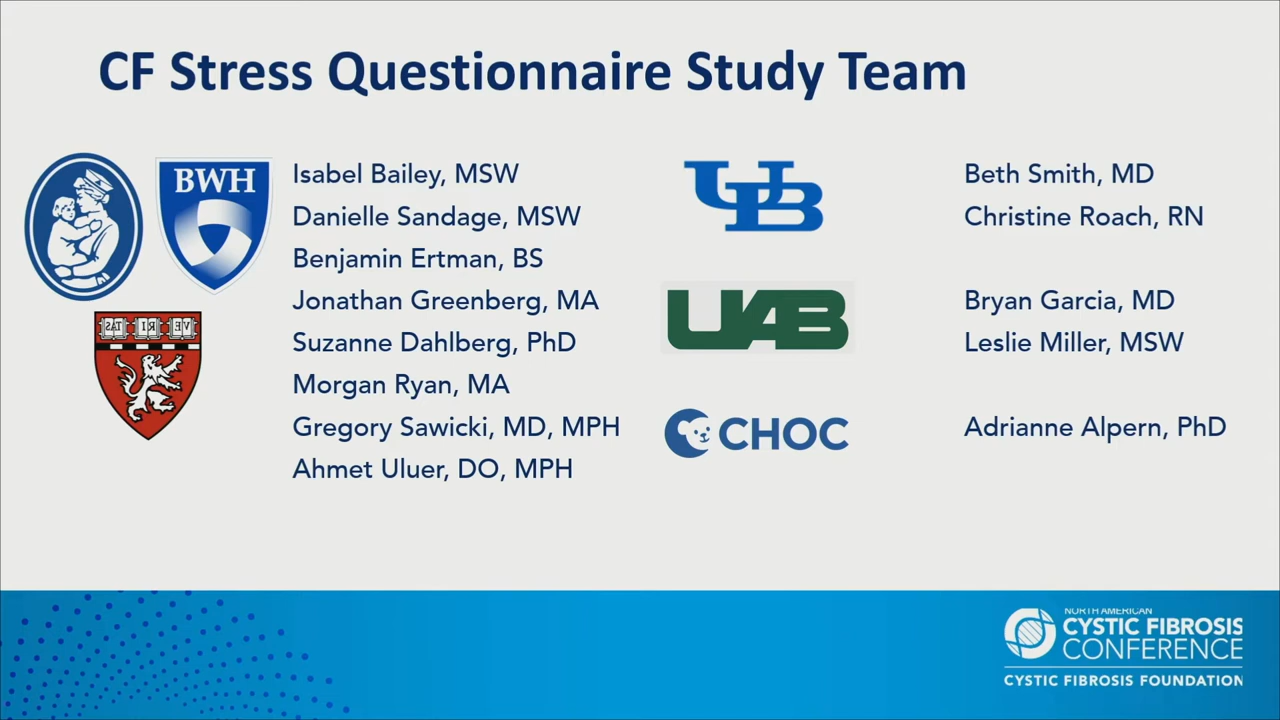 CF Stress Questionnaire Study Team
BWH
VE RI TAS
Isabel Bailey, MSW
Danielle Sandage, MSW
Benjamin Ertman, BS
Jonathan Greenberg, MA
Suzanne Dahlberg, PhD
Morgan Ryan, MA
Gregory Sawicki, MD, MPH
Ahmet Uluer, DO, MPH
UB
Beth Smith, MD
Christine Roach, RN
UAB
Bryan Garcia, MD
Leslie Miller, MSW
CHOC
Adrianne Alpern, PhD
NORTH AMERICAN
CYSTIC FIBROSIS
CONFERENCE
CYSTIC FIBROSIS FOUNDATION